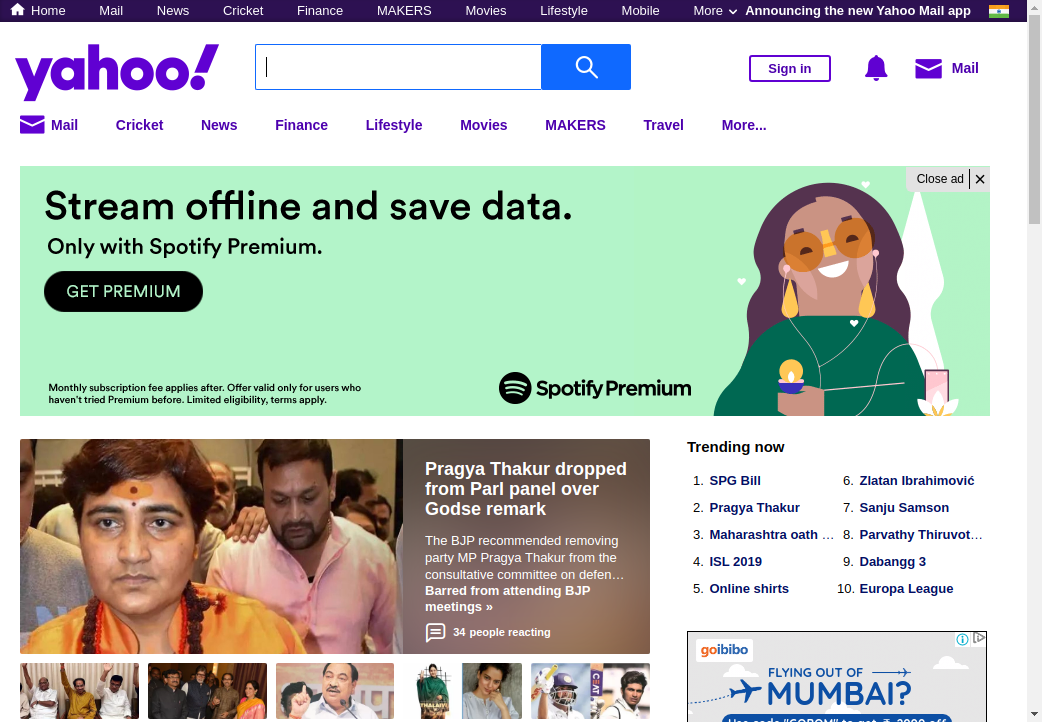 Home Mail News Cricket Finance MAKERS Movies Lifestyle Mobile More Announcing the new Yahoo Mail app
yahoo!
Sign in
Mail
Mail Cricket News Finance Lifestyle Movies MAKERS Travel More...
Close ad ✕
Stream offline and save data.
Only with Spotify Premium.
GET PREMIUM
Monthly subscription fee applies after. Offer valid only for users who
haven't tried Premium before. Limited eligibility, terms apply.
Spotify Premium
Pragya Thakur dropped
from Parl panel over
Godse remark
The BJP recommended removing
party MP Pragya Thakur from the
consultative committee on defen…
Barred from attending BJP
meetings »
34 people reacting
Trending now
1. SPG Bill
2. Pragya Thakur
3. Maharashtra oath …
4. ISL 2019
5. Online shirts
6. Zlatan Ibrahimović
7. Sanju Samson
8. Parvathy Thiruvot…
9. Dabangg 3
10. Europa League
goibibo
FLYING OUT OF
MUMBAI?
THALAIVI
CEAT